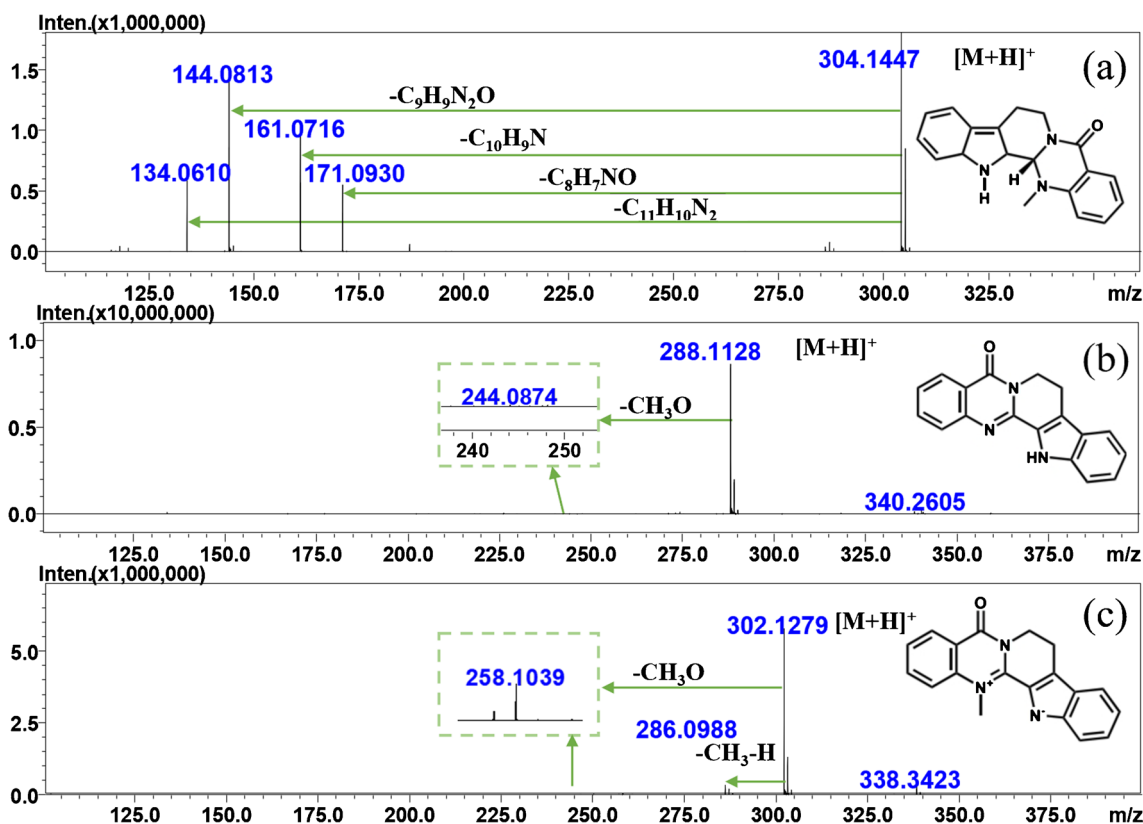 Inten.(x1,000,000)
304.1447 [M+H]⁺ (a)
1.5
144.0813
-C₉H₉N₂O
1.0
161.0716
-C₁₀H₉N
134.0610
171.0930
-C₈H₇NO
0.5
-C₁₁H₁₀N₂
0.0
N O
N H H N
125.0 150.0 175.0 200.0 225.0 250.0 275.0 300.0 325.0 m/z
Inten.(x10,000,000)
1.0
288.1128 [M+H]⁺ (b)
244.0874
-CH₃O
0.5
240 250
340.2605
0.0
O
N
N
HN
125.0 150.0 175.0 200.0 225.0 250.0 275.0 300.0 325.0 350.0 375.0 m/z
Inten.(x1,000,000)
302.1279 [M+H]⁺ (c)
5.0
258.1039
-CH₃O
286.0988
2.5
-CH₃-H
338.3423
0.0
O
N
N⁺
N⁻
125.0 150.0 175.0 200.0 225.0 250.0 275.0 300.0 325.0 350.0 375.0 m/z